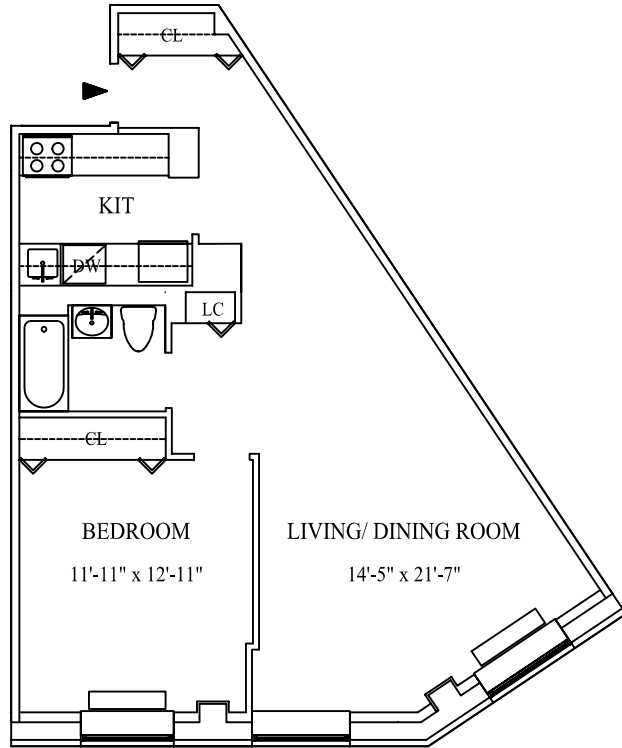 CL
KIT
DW
LC
CL
BEDROOM
11'-11" x 12'-11"
LIVING/ DINING ROOM
14'-5" x 21'-7"